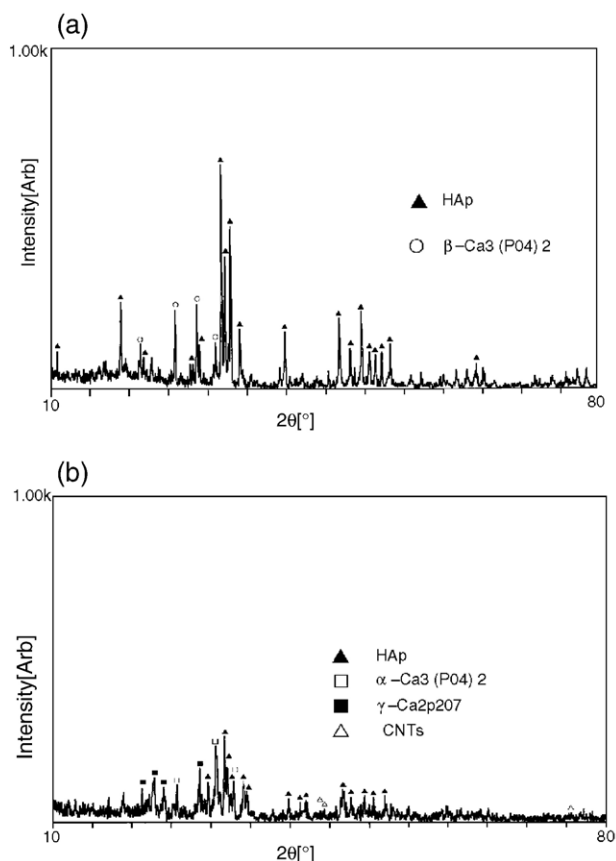 (a)
1.00k
Intensity[Arb]
▲ HAp
○ β-Ca3 (P04) 2
10
80
2θ[°]
(b)
1.00k
Intensity[Arb]
▲ HAp
□ α-Ca3 (P04) 2
■ γ-Ca2p207
△ CNTs
10
80
2θ[°]